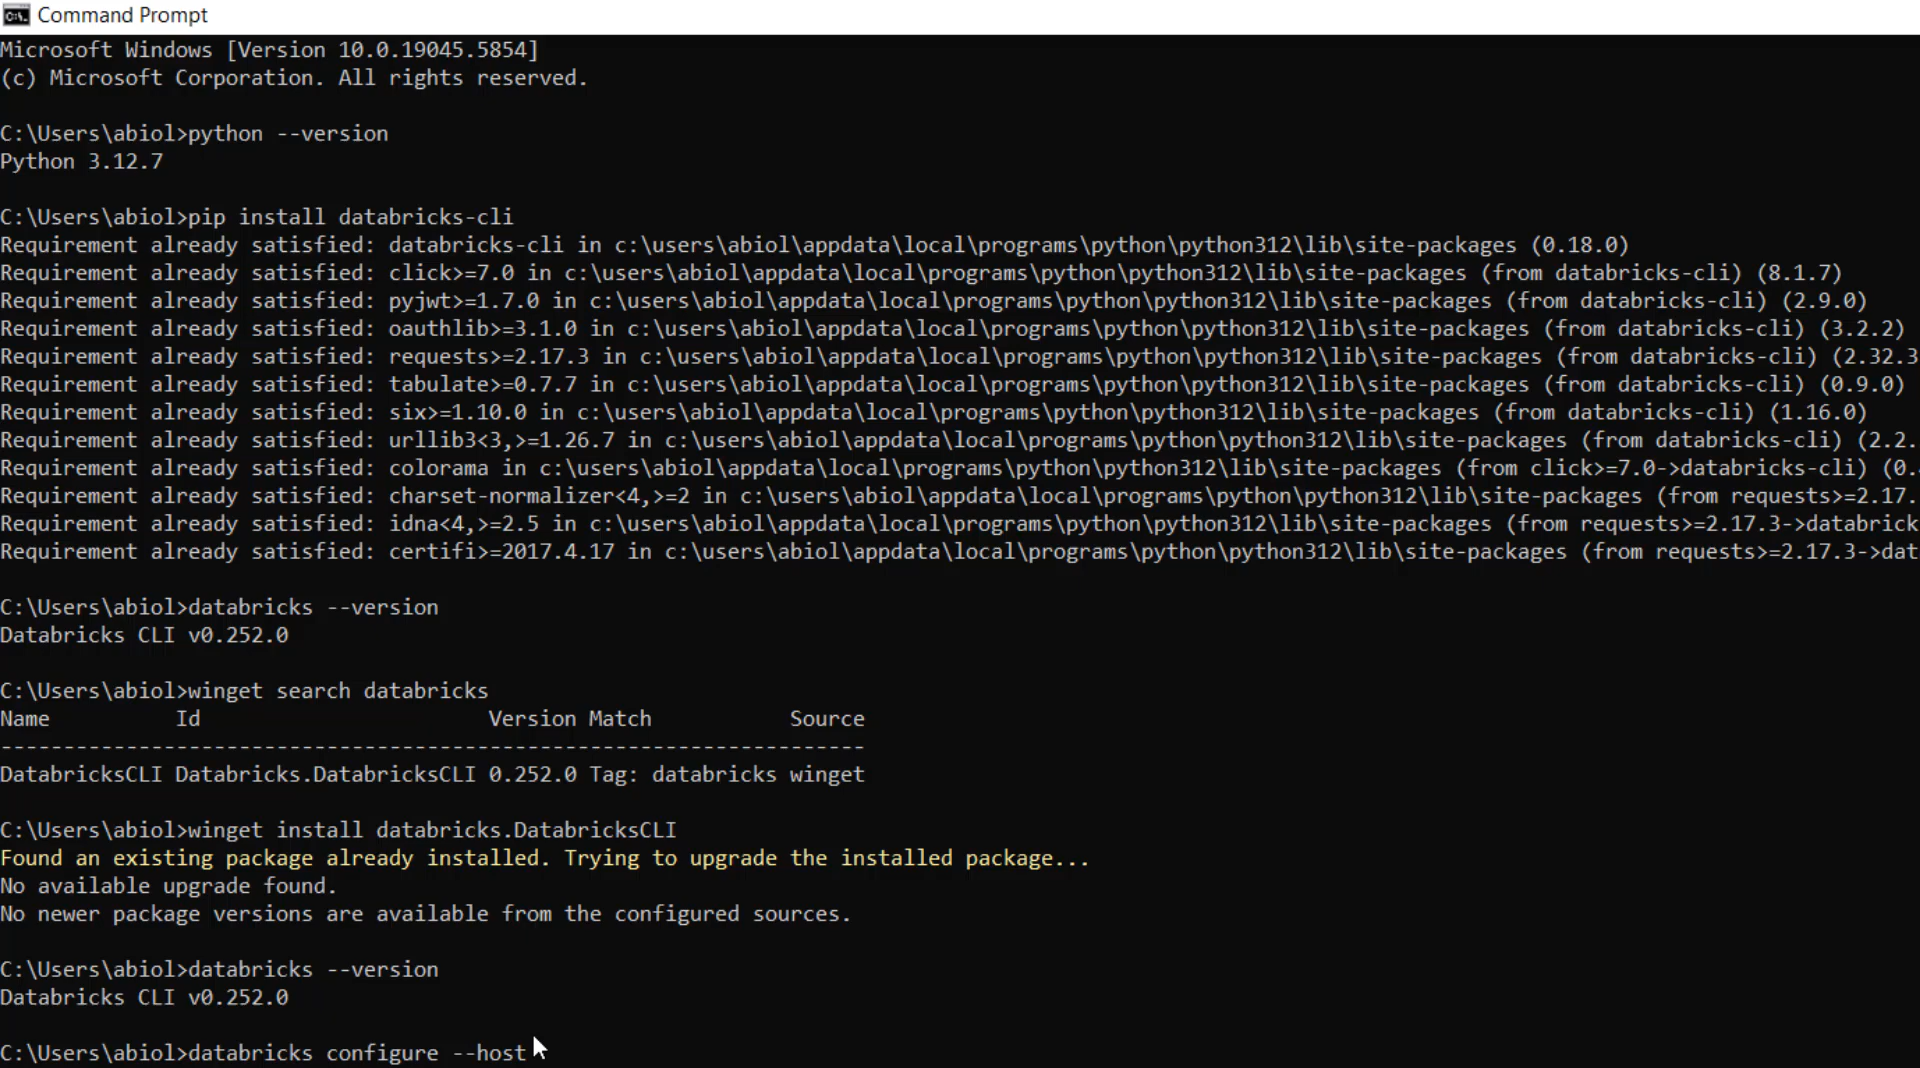 Command Prompt
Microsoft Windows [Version 10.0.19045.5854]
(c) Microsoft Corporation. All rights reserved.
C:\Users\abiol>python --version
Python 3.12.7
C:\Users\abiol>pip install databricks-cli
Requirement already satisfied: databricks-cli in c:\users\abiol\appdata\local\programs\python\python312\lib\site-packages (0.18.0)
Requirement already satisfied: click>=7.0 in c:\users\abiol\appdata\local\programs\python\python312\lib\site-packages (from databricks-cli) (8.1.7)
Requirement already satisfied: pyjwt>=1.7.0 in c:\users\abiol\appdata\local\programs\python\python312\lib\site-packages (from databricks-cli) (2.9.0)
Requirement already satisfied: oauthlib>=3.1.0 in c:\users\abiol\appdata\local\programs\python\python312\lib\site-packages (from databricks-cli) (3.2.2)
Requirement already satisfied: requests>=2.17.3 in c:\users\abiol\appdata\local\programs\python\python312\lib\site-packages (from databricks-cli) (2.32.3
Requirement already satisfied: tabulate>=0.7.7 in c:\users\abiol\appdata\local\programs\python\python312\lib\site-packages (from databricks-cli) (0.9.0)
Requirement already satisfied: six>=1.10.0 in c:\users\abiol\appdata\local\programs\python\python312\lib\site-packages (from databricks-cli) (1.16.0)
Requirement already satisfied: urllib3<3,>=1.26.7 in c:\users\abiol\appdata\local\programs\python\python312\lib\site-packages (from databricks-cli) (2.2.
Requirement already satisfied: colorama in c:\users\abiol\appdata\local\programs\python\python312\lib\site-packages (from click>=7.0->databricks-cli) (0.
Requirement already satisfied: charset-normalizer<4,>=2 in c:\users\abiol\appdata\local\programs\python\python312\lib\site-packages (from requests>=2.17.
Requirement already satisfied: idna<4,>=2.5 in c:\users\abiol\appdata\local\programs\python\python312\lib\site-packages (from requests>=2.17.3->databrick
Requirement already satisfied: certifi>=2017.4.17 in c:\users\abiol\appdata\local\programs\python\python312\lib\site-packages (from requests>=2.17.3->dat
C:\Users\abiol>databricks --version
Databricks CLI v0.252.0
C:\Users\abiol>winget search databricks
Name Id Version Match Source
---------------------------------------------------------------------
DatabricksCLI Databricks.DatabricksCLI 0.252.0 Tag: databricks winget
C:\Users\abiol>winget install databricks.DatabricksCLI
Found an existing package already installed. Trying to upgrade the installed package...
No available upgrade found.
No newer package versions are available from the configured sources.
C:\Users\abiol>databricks --version
Databricks CLI v0.252.0
C:\Users\abiol>databricks configure --host